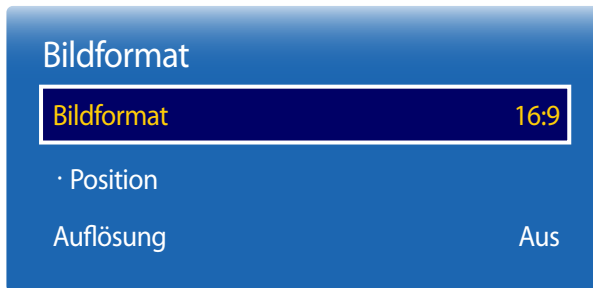 Bildformat
Bildformat 16:9
· Position
Auflösung Aus